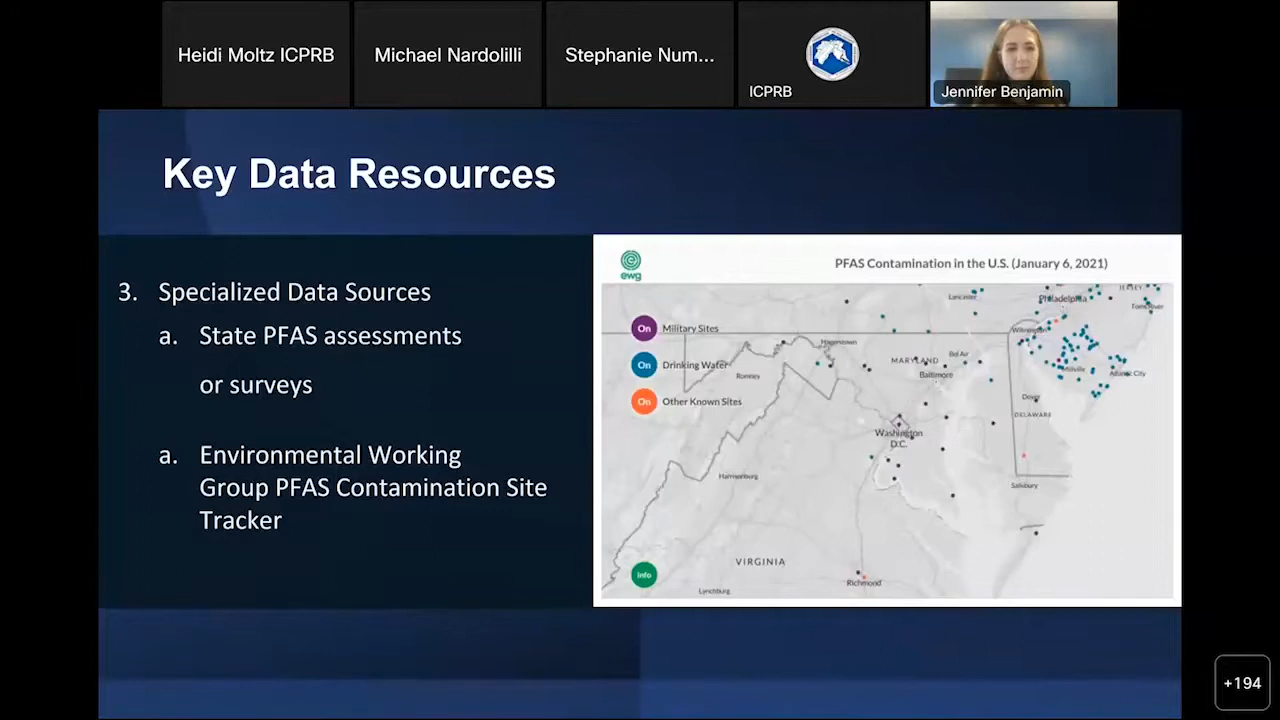 Heidi Moltz ICPRB
Michael Nardolilli
Stephanie Num...
ICPRB
Jennifer Benjamin
Key Data Resources
3. Specialized Data Sources
a. State PFAS assessments
or surveys
a. Environmental Working
Group PFAS Contamination Site
Tracker
ewg
PFAS Contamination in the U.S. (January 6, 2021)
On Military Sites
On Drinking Water
On Other Known Sites
Info
Lancaster
Philadelphia
JERSEY
Toms River
Wilmington
Hagerstown
MARYLAND
Bel Air
Baltimore
Romney
Millville
Atlantic City
Dover
DELAWARE
Washington
D.C.
Harrisonburg
Salisbury
VIRGINIA
Richmond
Lynchburg
+194